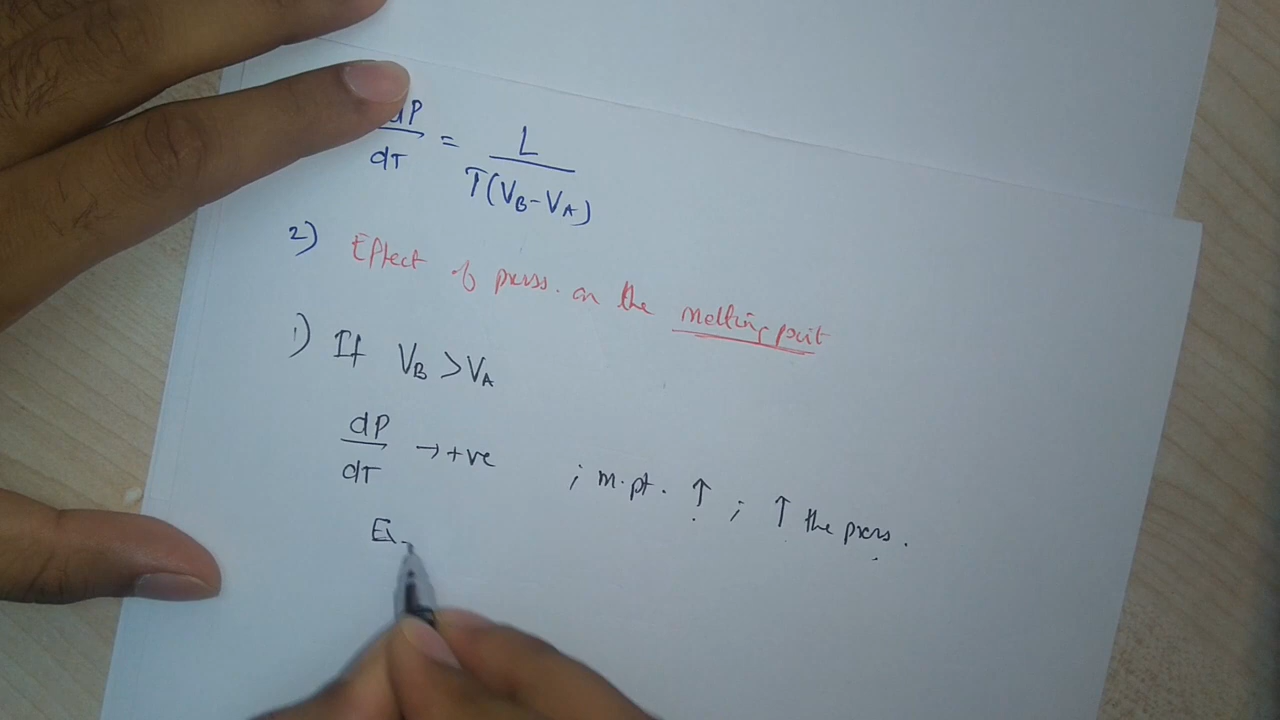 dP/dT = L/T(VB-VA)
2) Effect of press. on the melting point
1) If VB > VA
dP/dT → +ve ; m.pt. ↑ ; ↑ the press.
E